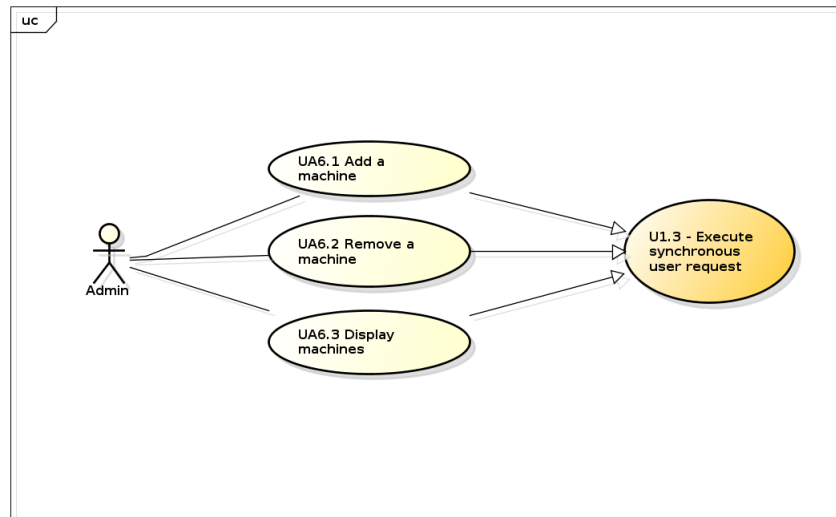 uc
UA6.1 Add a
machine
UA6.2 Remove a
machine
UA6.3 Display
machines
Admin
U1.3 - Execute
synchronous
user request